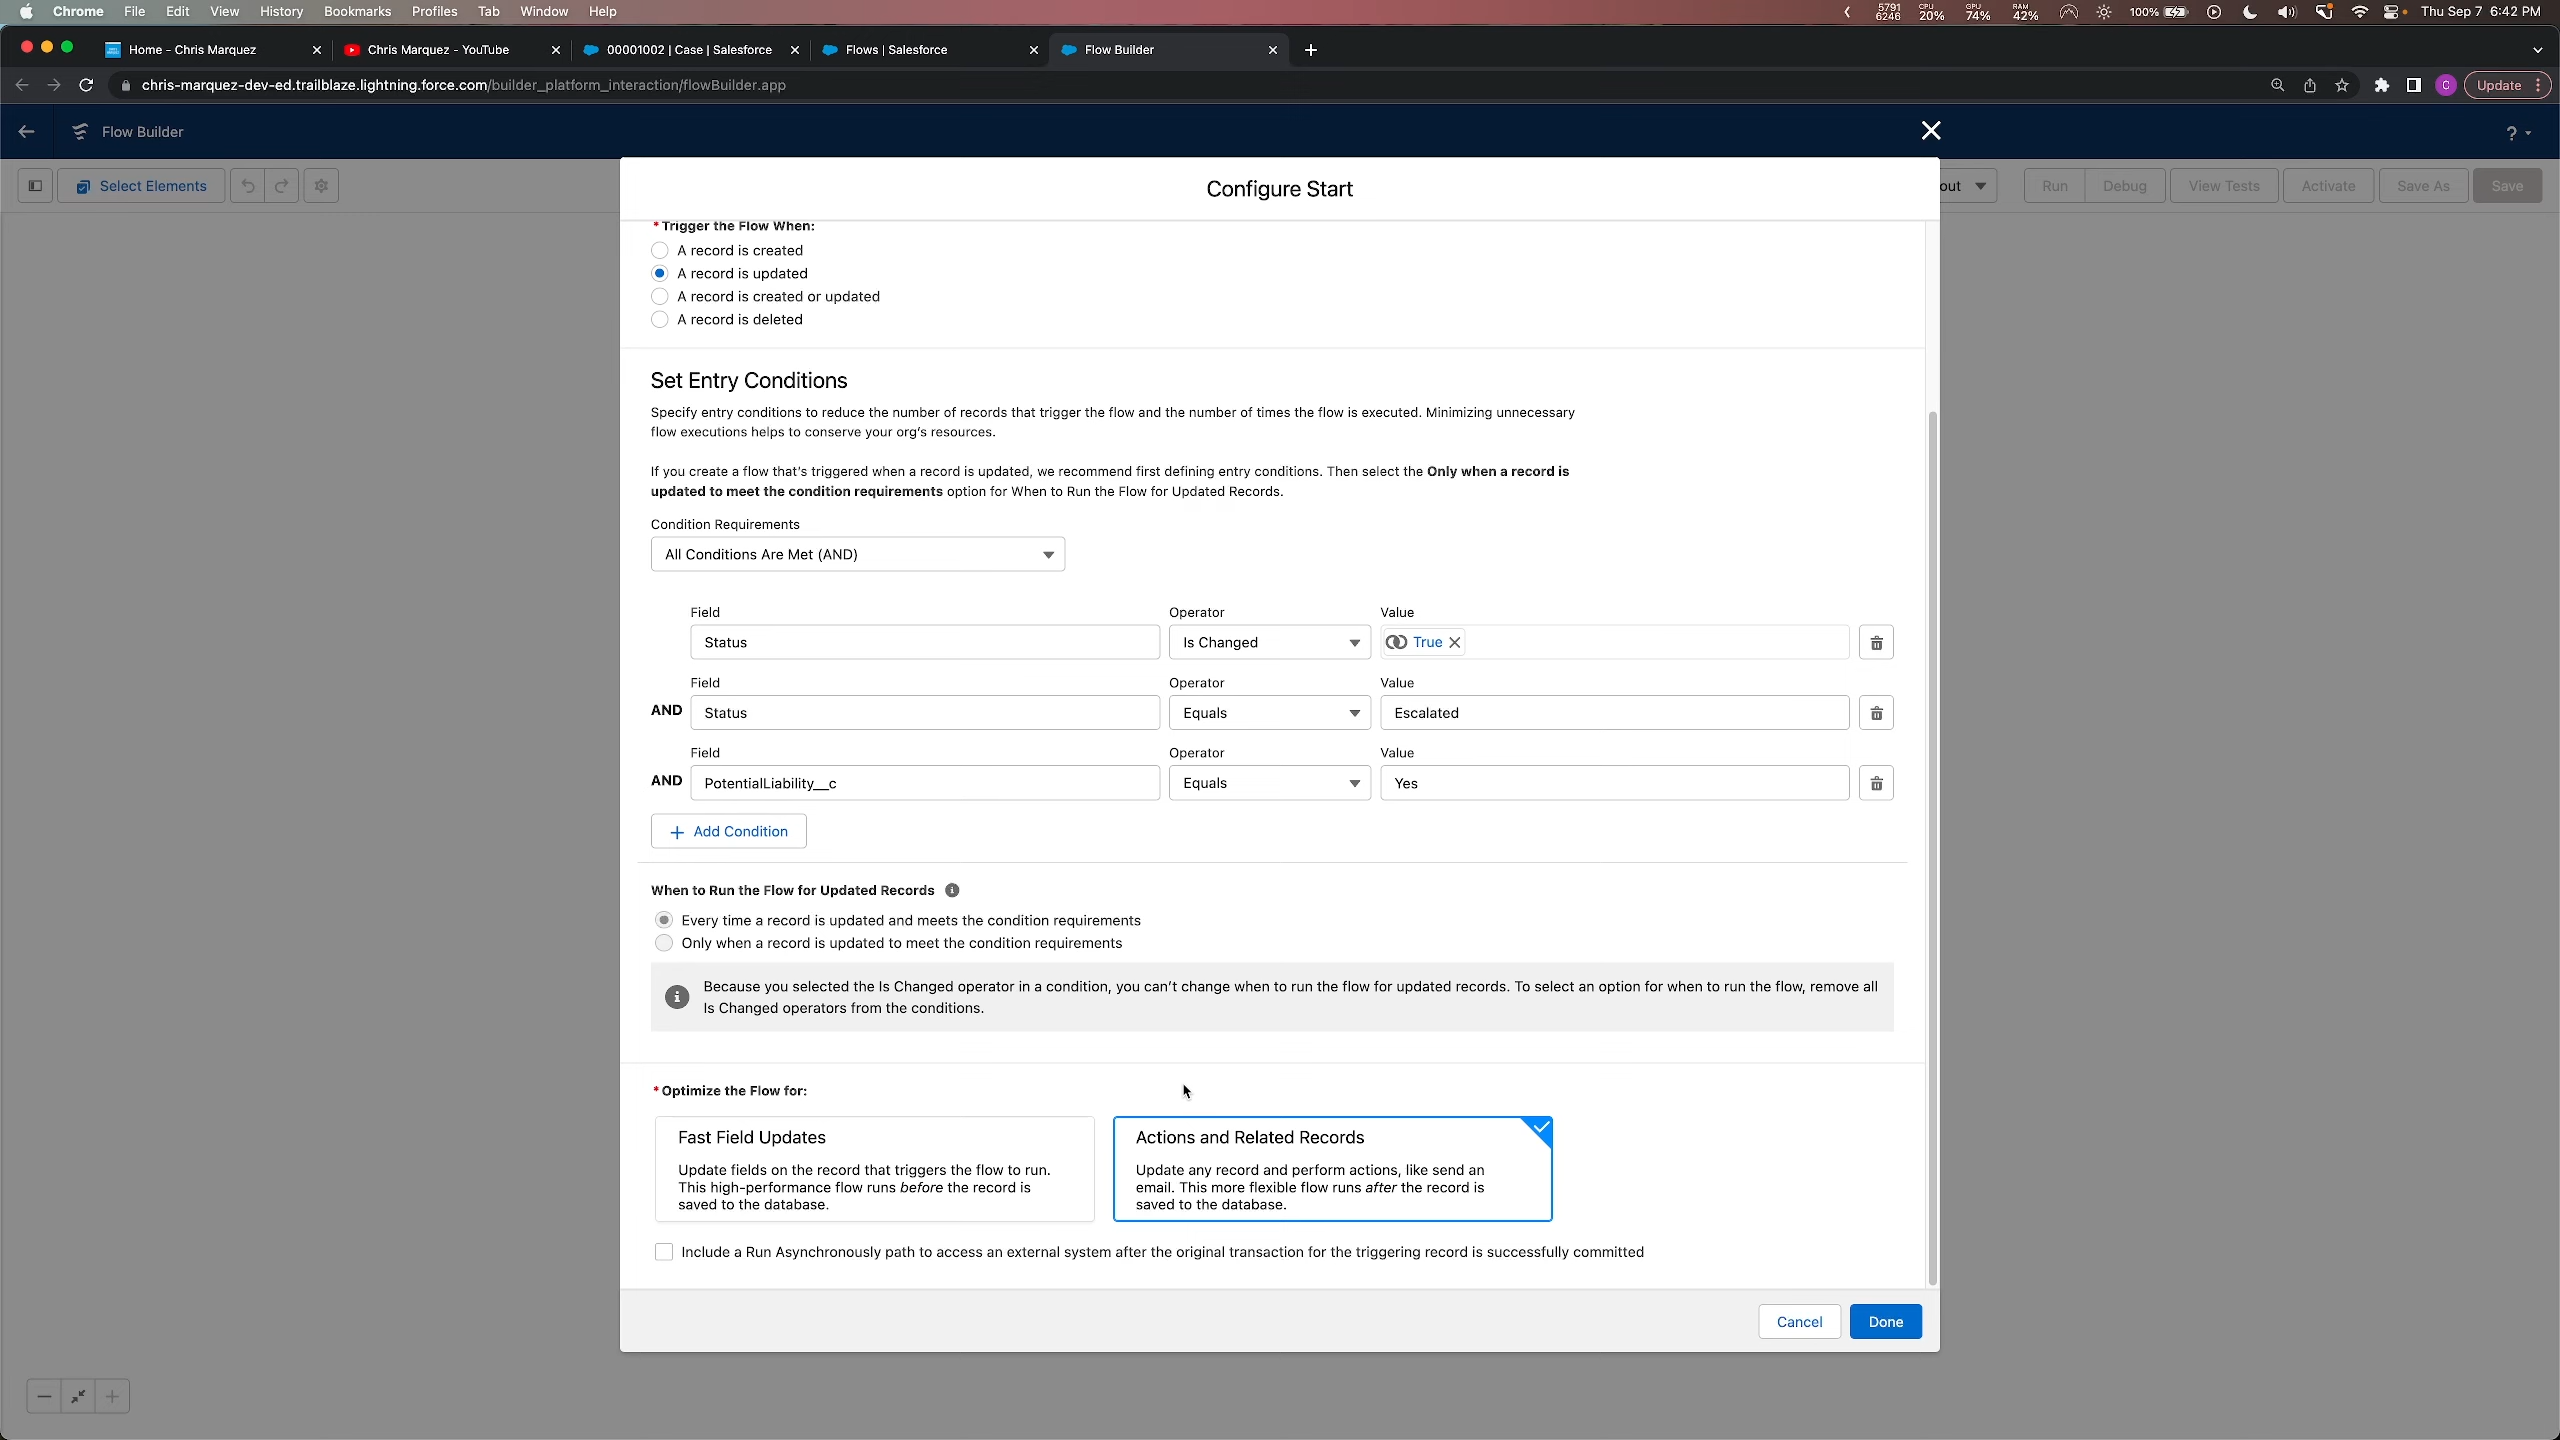 Chrome File Edit View History Bookmarks Profiles Tab Window Help
5791 6246 CPU 20% GPU 74% RAM 42% 100% Thu Sep 7 6:42 PM
Home - Chris Marquez
Chris Marquez - YouTube
00001002 | Case | Salesforce
Flows | Salesforce
Flow Builder
chris-marquez-dev-ed.trailblaze.lightning.force.com/builder_platform_interaction/flowBuilder.app
C
Update
Flow Builder
?
Select Elements
Configure Start
out
Run
Debug
View Tests
Activate
Save As
Save
* Trigger the Flow When:
A record is created
A record is updated
A record is created or updated
A record is deleted
Set Entry Conditions
Specify entry conditions to reduce the number of records that trigger the flow and the number of times the flow is executed. Minimizing unnecessary
flow executions helps to conserve your org's resources.
If you create a flow that's triggered when a record is updated, we recommend first defining entry conditions. Then select the Only when a record is
updated to meet the condition requirements option for When to Run the Flow for Updated Records.
Condition Requirements
All Conditions Are Met (AND)
Field Operator Value
Status Is Changed True
Field Operator Value
AND Status Equals Escalated
Field Operator Value
AND PotentialLiability__c Equals Yes
+ Add Condition
When to Run the Flow for Updated Records
Every time a record is updated and meets the condition requirements
Only when a record is updated to meet the condition requirements
Because you selected the Is Changed operator in a condition, you can't change when to run the flow for updated records. To select an option for when to run the flow, remove all
Is Changed operators from the conditions.
* Optimize the Flow for:
Fast Field Updates
Update fields on the record that triggers the flow to run.
This high-performance flow runs before the record is
saved to the database.
Actions and Related Records
Update any record and perform actions, like send an
email. This more flexible flow runs after the record is
saved to the database.
Include a Run Asynchronously path to access an external system after the original transaction for the triggering record is successfully committed
Cancel
Done